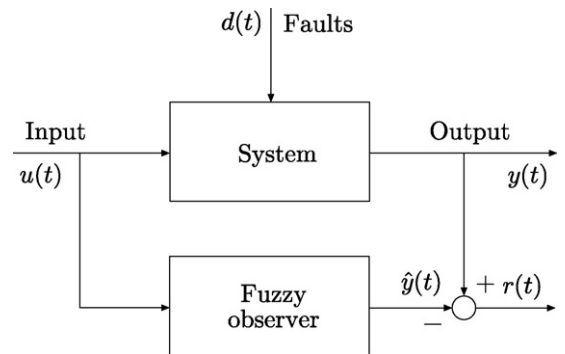 d(t) Faults
Input
Output
System
u(t)
y(t)
Fuzzy
observer
ŷ(t)
+
r(t)
−